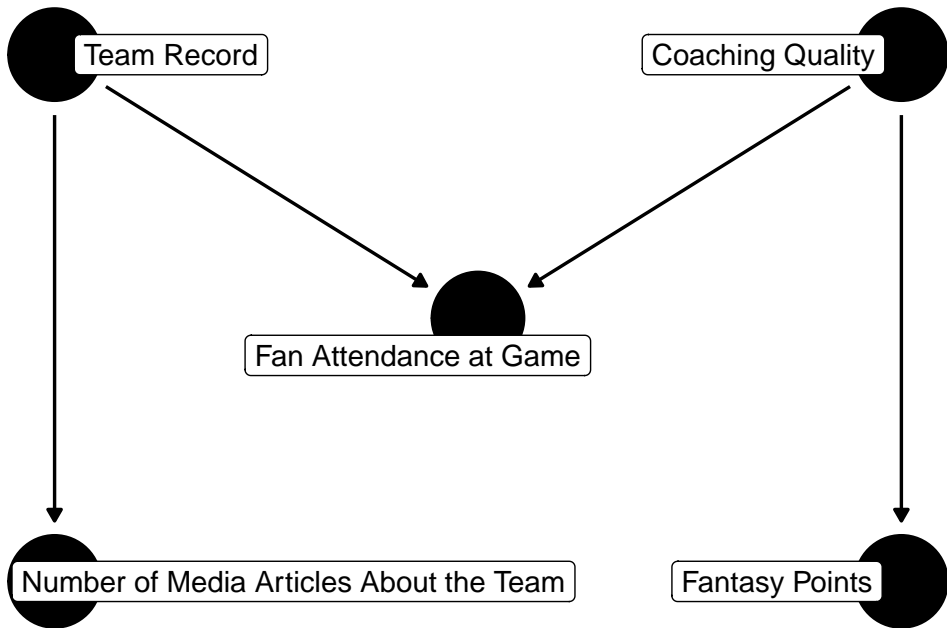 Team Record
Coaching Quality
Fan Attendance at Game
Number of Media Articles About the Team
Fantasy Points